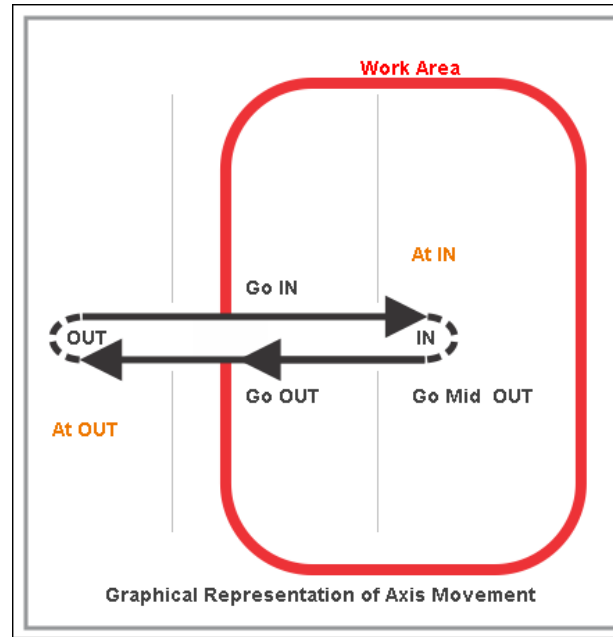 Work Area
At IN
Go IN
OUT
IN
Go OUT
Go Mid OUT
At OUT
Graphical Representation of Axis Movement